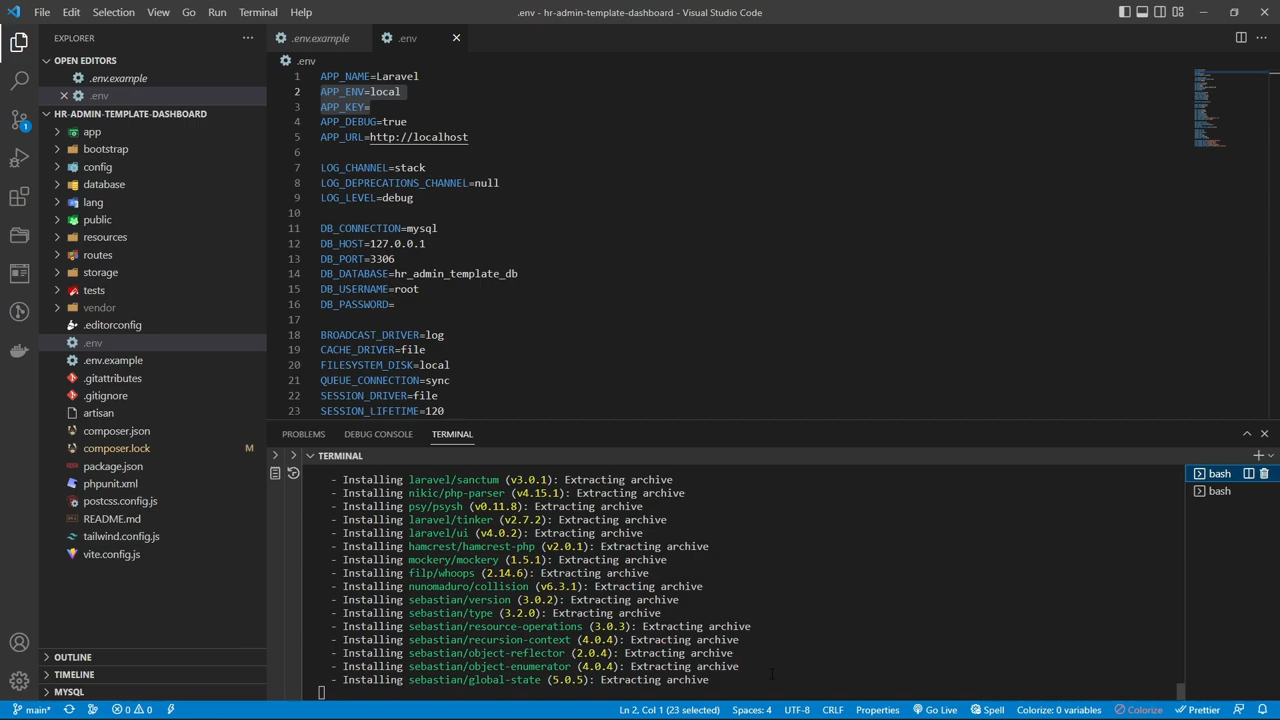 File Edit Selection View Go Run Terminal Help
.env - hr-admin-template-dashboard - Visual Studio Code
EXPLORER
OPEN EDITORS
.env.example
.env
HR-ADMIN-TEMPLATE-DASHBOARD
app
bootstrap
config
database
lang
public
resources
routes
storage
tests
vendor
.editorconfig
.env
.env.example
.gitattributes
.gitignore
artisan
composer.json
composer.lock M
package.json
phpunit.xml
postcss.config.js
README.md
tailwind.config.js
vite.config.js
OUTLINE
TIMELINE
MYSQL
.env.example
.env
.env
1 APP_NAME=Laravel
2 APP_ENV=local
3 APP_KEY=
4 APP_DEBUG=true
5 APP_URL=http://localhost
6
7 LOG_CHANNEL=stack
8 LOG_DEPRECATIONS_CHANNEL=null
9 LOG_LEVEL=debug
10
11 DB_CONNECTION=mysql
12 DB_HOST=127.0.0.1
13 DB_PORT=3306
14 DB_DATABASE=hr_admin_template_db
15 DB_USERNAME=root
16 DB_PASSWORD=
17
18 BROADCAST_DRIVER=log
19 CACHE_DRIVER=file
20 FILESYSTEM_DISK=local
21 QUEUE_CONNECTION=sync
22 SESSION_DRIVER=file
23 SESSION_LIFETIME=120
PROBLEMS DEBUG CONSOLE TERMINAL
TERMINAL
- Installing laravel/sanctum (v3.0.1): Extracting archive
- Installing nikic/php-parser (v4.15.1): Extracting archive
- Installing psy/psysh (v0.11.8): Extracting archive
- Installing laravel/tinker (v2.7.2): Extracting archive
- Installing laravel/ui (v4.0.2): Extracting archive
- Installing hamcrest/hamcrest-php (v2.0.1): Extracting archive
- Installing mockery/mockery (1.5.1): Extracting archive
- Installing filp/whoops (2.14.6): Extracting archive
- Installing nunomaduro/collision (v6.3.1): Extracting archive
- Installing sebastian/version (3.0.2): Extracting archive
- Installing sebastian/type (3.2.0): Extracting archive
- Installing sebastian/resource-operations (3.0.3): Extracting archive
- Installing sebastian/recursion-context (4.0.4): Extracting archive
- Installing sebastian/object-reflector (2.0.4): Extracting archive
- Installing sebastian/object-enumerator (4.0.4): Extracting archive
- Installing sebastian/global-state (5.0.5): Extracting archive
bash
bash
1
main* 0 0 Ln 2, Col 1 (23 selected) Spaces: 4 UTF-8 CRLF Properties Go Live Spell Colorize: 0 variables Colorize Prettier